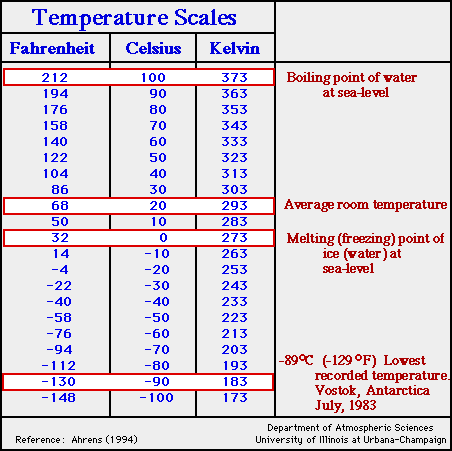 Temperature Scales
Fahrenheit Celsius Kelvin
212 100 373 Boiling point of water
194 90 363 at sea-level
176 80 353
158 70 343
140 60 333
122 50 323
104 40 313
86 30 303
68 20 293 Average room temperature
50 10 283
32 0 273 Melting (freezing) point of
14 -10 263 ice (water) at
-4 -20 253 sea-level
-22 -30 243
-40 -40 233
-58 -50 223
-76 -60 213
-94 -70 203
-112 -80 193 -89°C (-129°F) Lowest
-130 -90 183 recorded temperature.
-148 -100 173 Vostok, Antarctica
July, 1983
Reference: Ahrens (1994)
Department of Atmospheric Sciences
University of Illinois at Urbana-Champaign